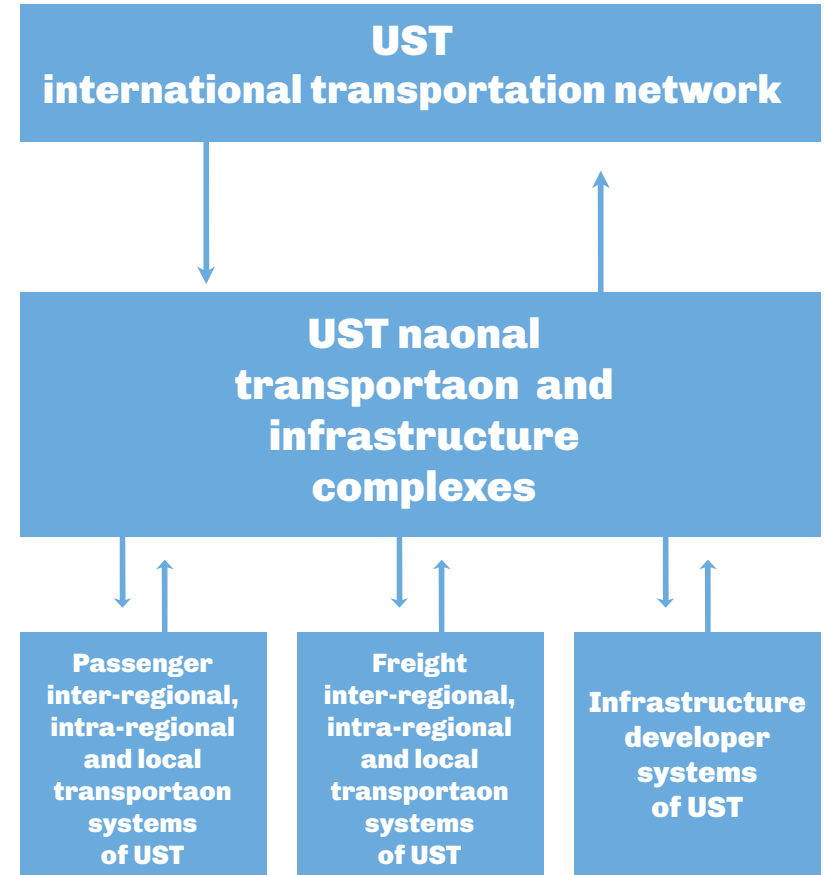 UST
international transportation network
UST naonal
transportaon and
infrastructure
complexes
Passenger
inter-regional,
intra-regional
and local
transportaon
systems
of UST
Freight
inter-regional,
intra-regional
and local
transportaon
systems
of UST
Infrastructure
developer
systems
of UST